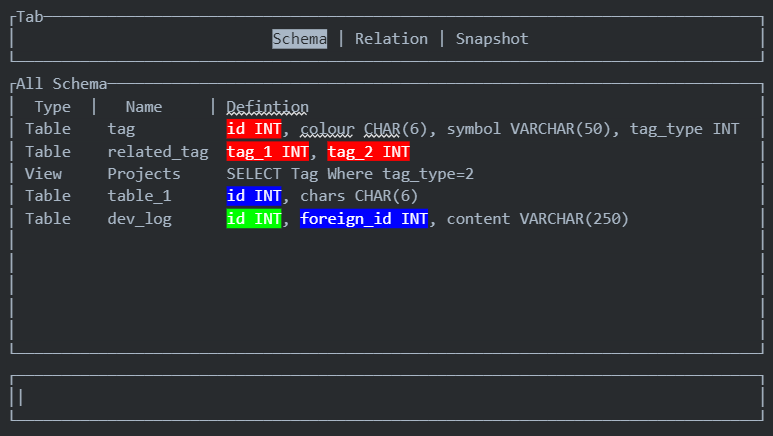 Tab
Schema | Relation | Snapshot
All Schema
Type | Name | Defintion
Table tag id INT, colour CHAR(6), symbol VARCHAR(50), tag_type INT
Table related_tag tag_1 INT, tag_2 INT
View Projects SELECT Tag Where tag_type=2
Table table_1 id INT, chars CHAR(6)
Table dev_log id INT, foreign_id INT, content VARCHAR(250)